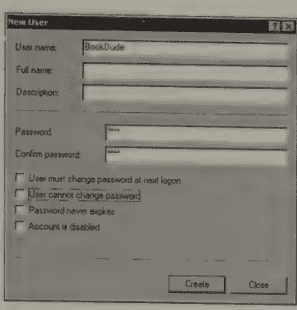 New User
User name: BookDude
Full name:
Description:
Password: ****
Confirm password: ****
User must change password at next logon
User cannot change password
Password never expires
Account is disabled
Create Close